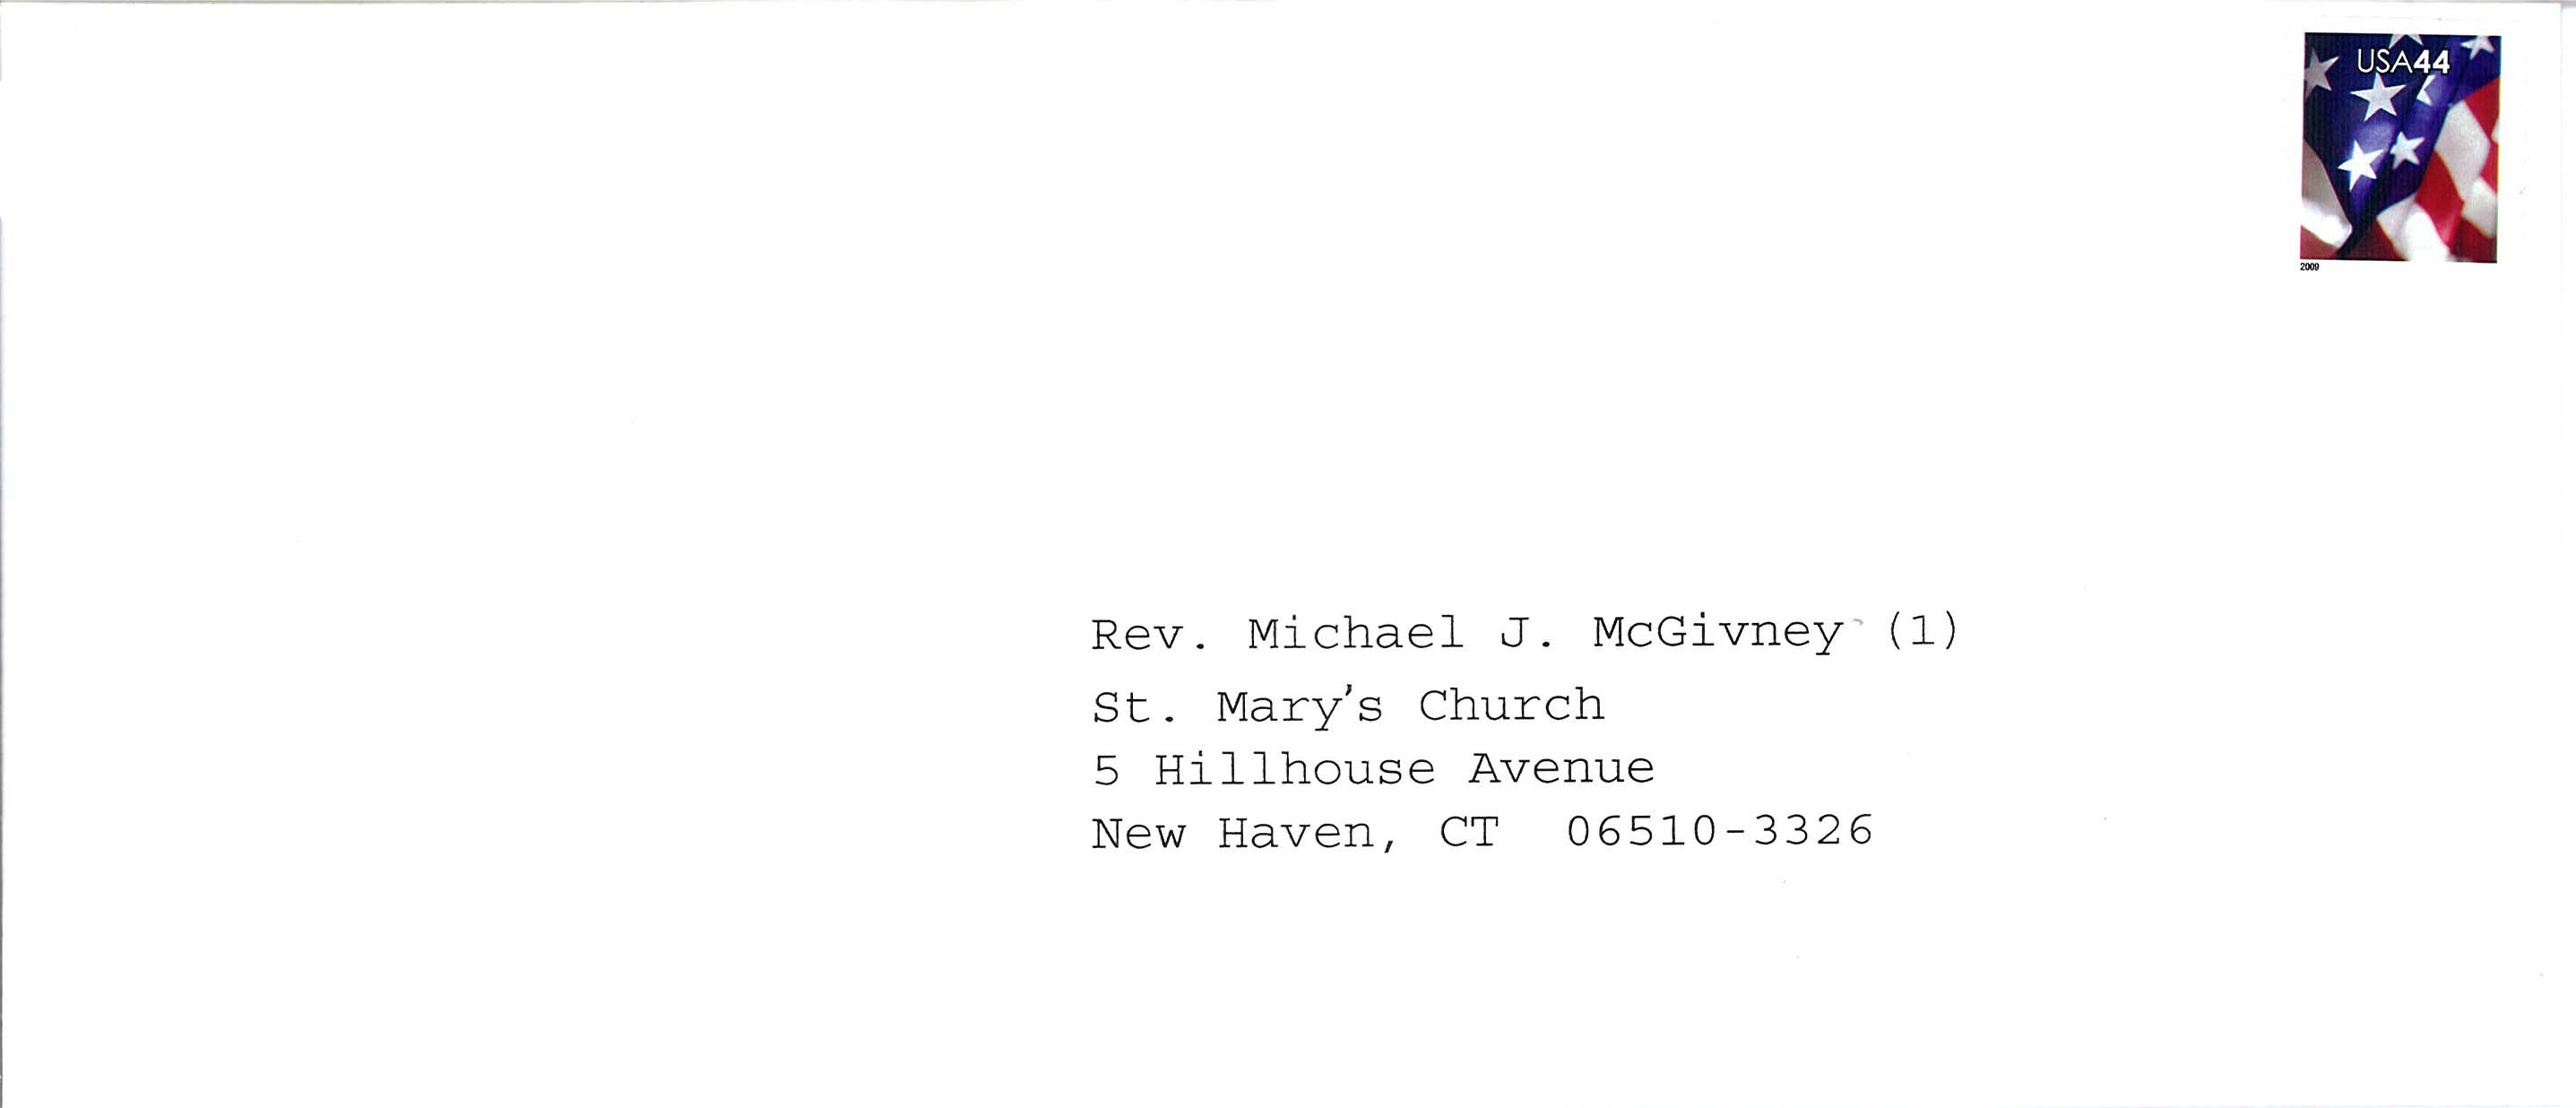 USA44
2009
Rev. Michael J. McGivney (1)
St. Mary's Church
5 Hillhouse Avenue
New Haven, CT  06510-3326